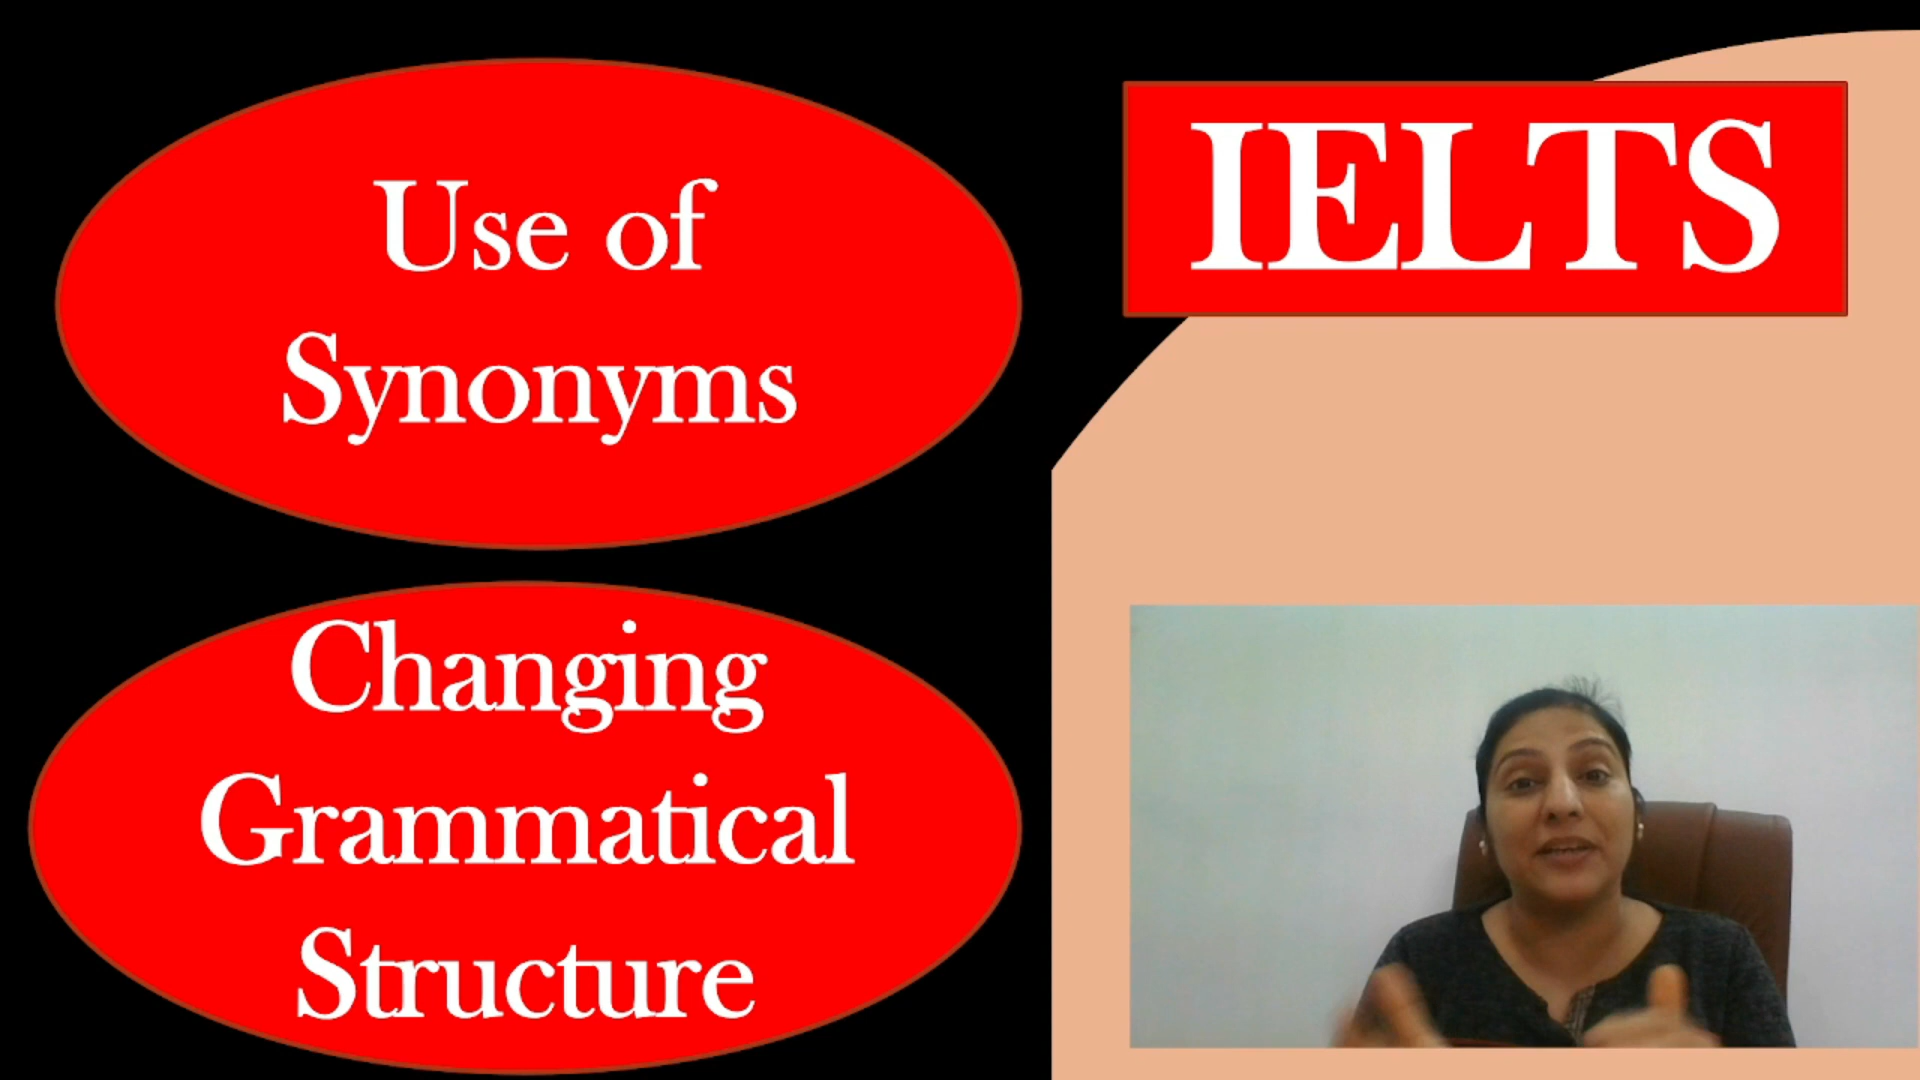 Use of
Synonyms
IELTS
Changing
Grammatical
Structure